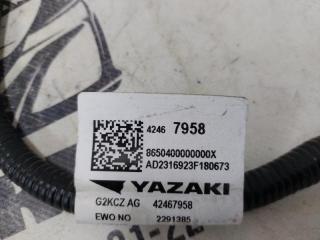 4246 7958
8650400000000X
AD2316923F180673
YAZAKI
G2KCZ AG 42467958
EWO NO 2291385